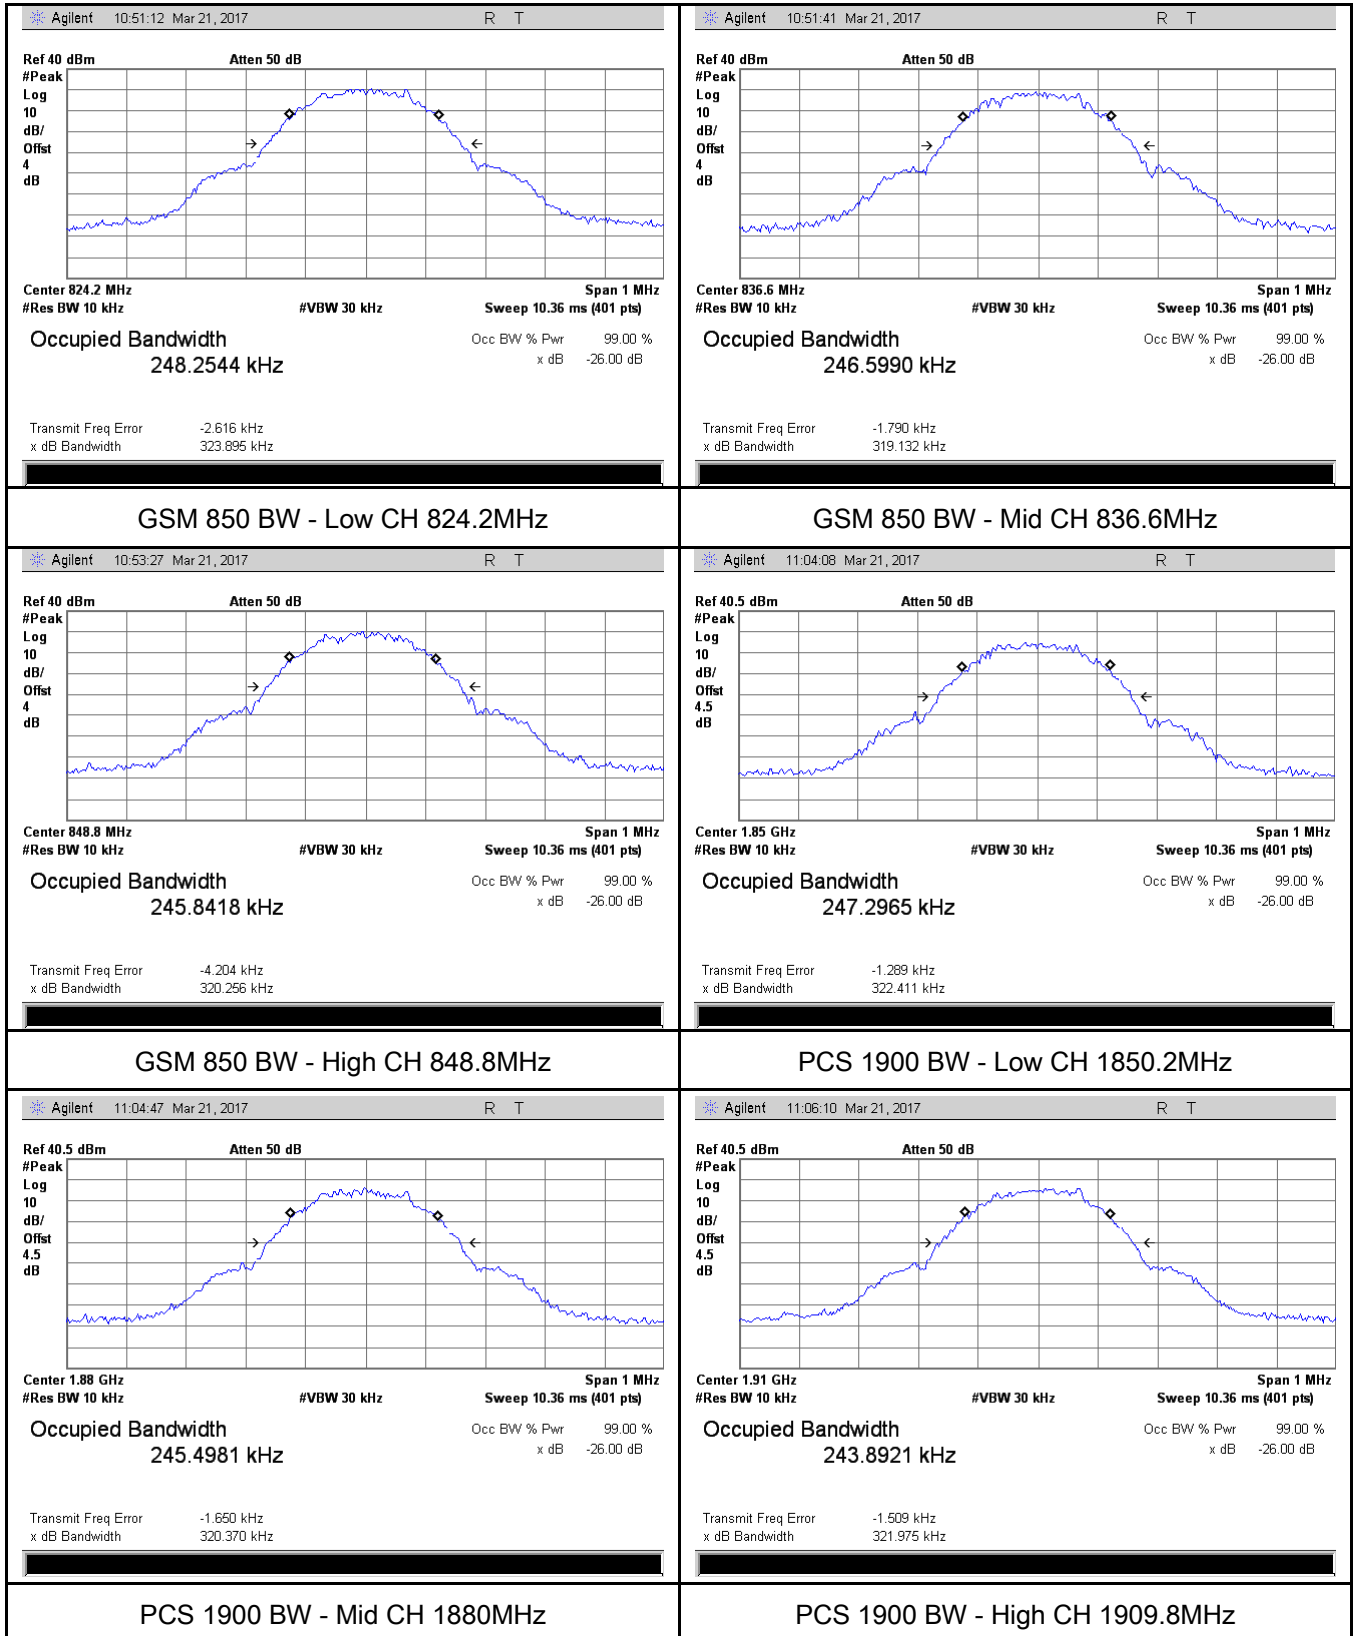 Agilent 10:51:12 Mar 21, 2017 R T
Ref 40 dBm Atten 50 dB
#Peak
Log
10
dB/
Offst
4
dB
Center 824.2 MHz Span 1 MHz
#Res BW 10 kHz #VBW 30 kHz Sweep 10.36 ms (401 pts)
Occupied Bandwidth Occ BW % Pwr 99.00 %
248.2544 kHz x dB -26.00 dB
Transmit Freq Error -2.616 kHz
x dB Bandwidth 323.895 kHz
GSM 850 BW - Low CH 824.2MHz
Agilent 10:51:41 Mar 21, 2017 R T
Ref 40 dBm Atten 50 dB
#Peak
Log
10
dB/
Offst
4
dB
Center 836.6 MHz Span 1 MHz
#Res BW 10 kHz #VBW 30 kHz Sweep 10.36 ms (401 pts)
Occupied Bandwidth Occ BW % Pwr 99.00 %
246.5990 kHz x dB -26.00 dB
Transmit Freq Error -1.790 kHz
x dB Bandwidth 319.132 kHz
GSM 850 BW - Mid CH 836.6MHz
Agilent 10:53:27 Mar 21, 2017 R T
Ref 40 dBm Atten 50 dB
#Peak
Log
10
dB/
Offst
4
dB
Center 848.8 MHz Span 1 MHz
#Res BW 10 kHz #VBW 30 kHz Sweep 10.36 ms (401 pts)
Occupied Bandwidth Occ BW % Pwr 99.00 %
245.8418 kHz x dB -26.00 dB
Transmit Freq Error -4.204 kHz
x dB Bandwidth 320.256 kHz
GSM 850 BW - High CH 848.8MHz
Agilent 11:04:08 Mar 21, 2017 R T
Ref 40.5 dBm Atten 50 dB
#Peak
Log
10
dB/
Offst
4.5
dB
Center 1.85 GHz Span 1 MHz
#Res BW 10 kHz #VBW 30 kHz Sweep 10.36 ms (401 pts)
Occupied Bandwidth Occ BW % Pwr 99.00 %
247.2965 kHz x dB -26.00 dB
Transmit Freq Error -1.289 kHz
x dB Bandwidth 322.411 kHz
PCS 1900 BW - Low CH 1850.2MHz
Agilent 11:04:47 Mar 21, 2017 R T
Ref 40.5 dBm Atten 50 dB
#Peak
Log
10
dB/
Offst
4.5
dB
Center 1.88 GHz Span 1 MHz
#Res BW 10 kHz #VBW 30 kHz Sweep 10.36 ms (401 pts)
Occupied Bandwidth Occ BW % Pwr 99.00 %
245.4981 kHz x dB -26.00 dB
Transmit Freq Error -1.650 kHz
x dB Bandwidth 320.370 kHz
PCS 1900 BW - Mid CH 1880MHz
Agilent 11:06:10 Mar 21, 2017 R T
Ref 40.5 dBm Atten 50 dB
#Peak
Log
10
dB/
Offst
4.5
dB
Center 1.91 GHz Span 1 MHz
#Res BW 10 kHz #VBW 30 kHz Sweep 10.36 ms (401 pts)
Occupied Bandwidth Occ BW % Pwr 99.00 %
243.8921 kHz x dB -26.00 dB
Transmit Freq Error -1.509 kHz
x dB Bandwidth 321.975 kHz
PCS 1900 BW - High CH 1909.8MHz